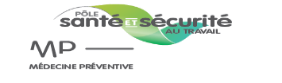 PÔLE
santé ET sécurité
AU TRAVAIL
MP
MÉDECINE PRÉVENTIVE